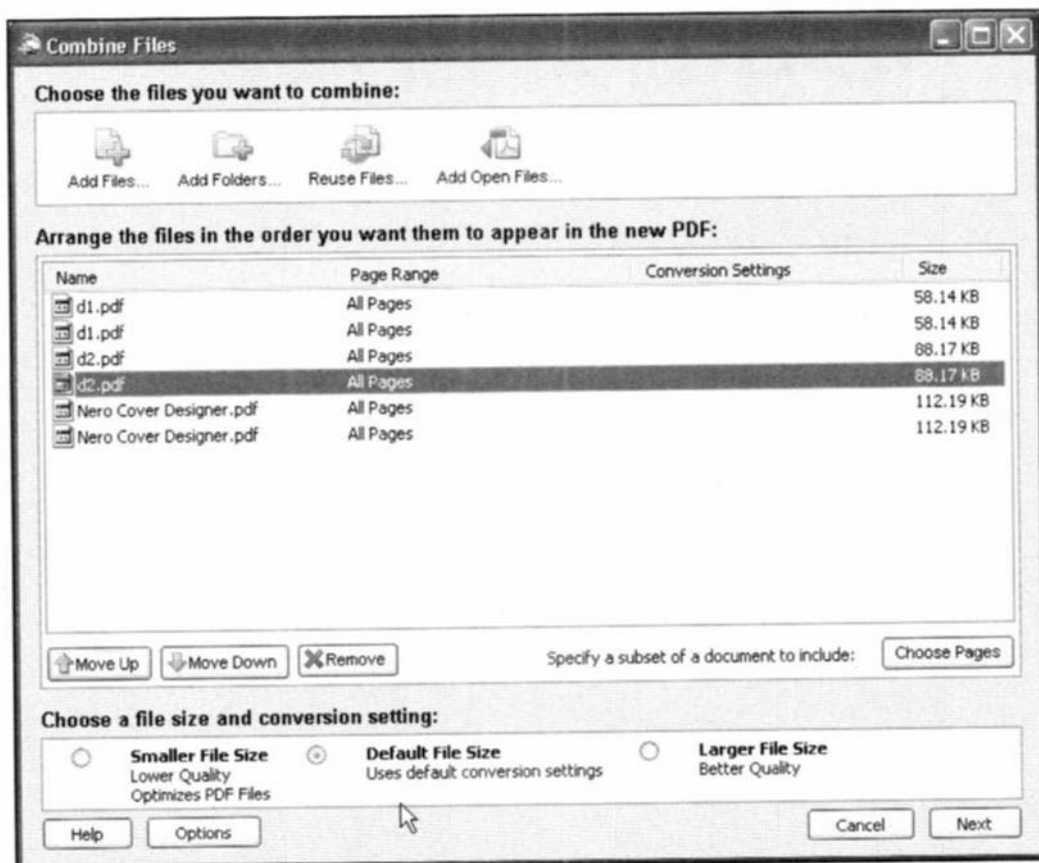 Combine Files
Choose the files you want to combine:
Add Files... Add Folders... Reuse Files... Add Open Files...
Arrange the files in the order you want them to appear in the new PDF:
Name Page Range Conversion Settings Size
d1.pdf All Pages 58.14 KB
d1.pdf All Pages 58.14 KB
d2.pdf All Pages 88.17 KB
d2.pdf All Pages 88.17 KB
Nero Cover Designer.pdf All Pages 112.19 KB
Nero Cover Designer.pdf All Pages 112.19 KB
Move Up Move Down Remove Specify a subset of a document to include: Choose Pages
Choose a file size and conversion setting:
Smaller File Size Default File Size Larger File Size
Lower Quality Uses default conversion settings Better Quality
Optimizes PDF Files
Help Options Cancel Next